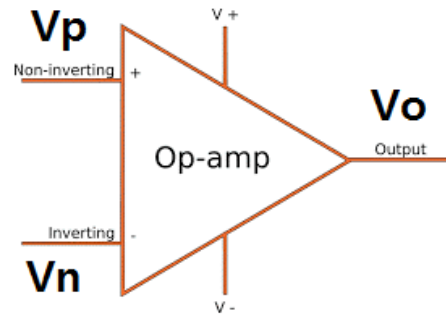 V +
Vp
Non-inverting
+
Vo
Op-amp
Output
Inverting
-
Vn
V -